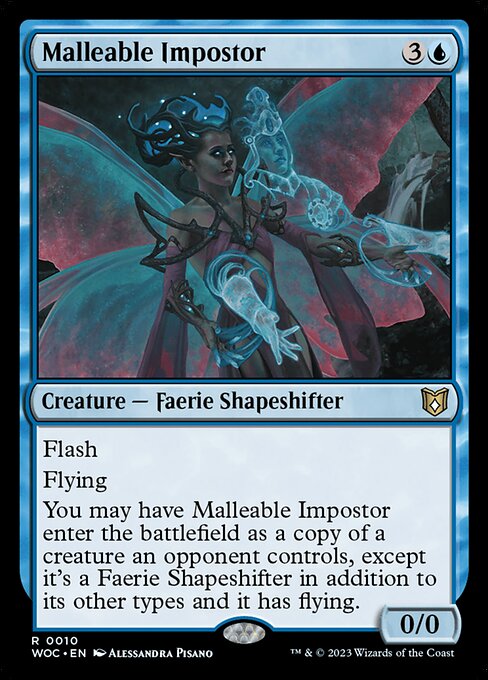 Malleable Impostor 3
Creature — Faerie Shapeshifter
Flash
Flying
You may have Malleable Impostor
enter the battlefield as a copy of a
creature an opponent controls, except
it's a Faerie Shapeshifter in addition to
its other types and it has flying.
0/0
R 0010
WOC • EN Alessandra Pisano
™ & © 2023 Wizards of the Coast